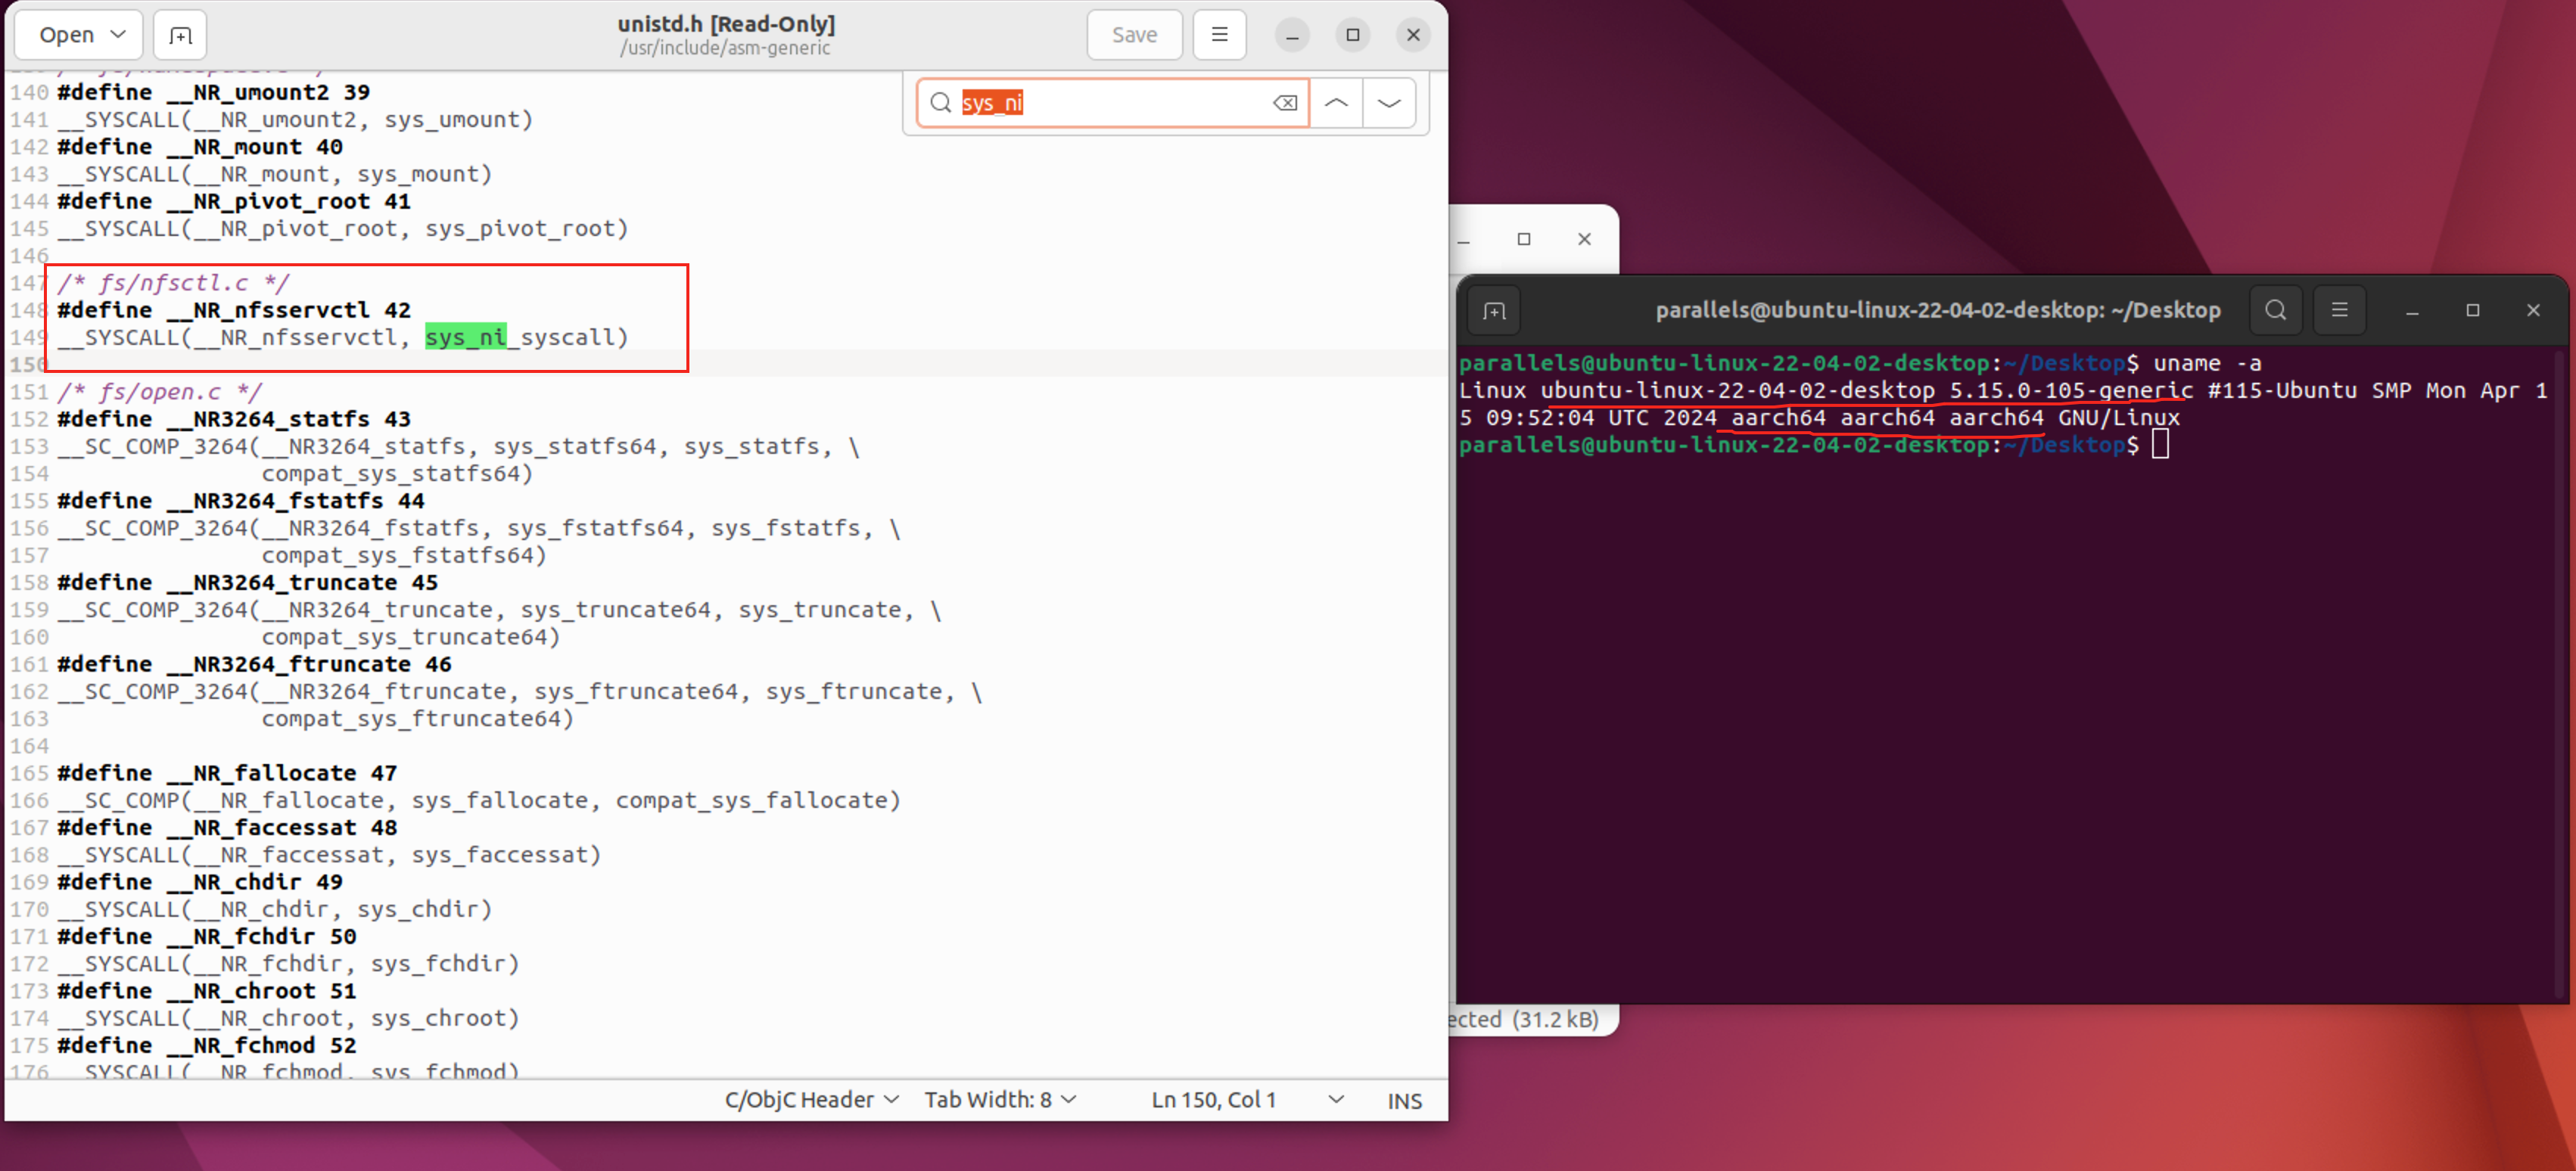 Open
unistd.h [Read-Only]
/usr/include/asm-generic
Save
sys_ni
140 #define __NR_umount2 39
141 __SYSCALL(__NR_umount2, sys_umount)
142 #define __NR_mount 40
143 __SYSCALL(__NR_mount, sys_mount)
144 #define __NR_pivot_root 41
145 __SYSCALL(__NR_pivot_root, sys_pivot_root)
146
147 /* fs/nfsctl.c */
148 #define __NR_nfsservctl 42
149 __SYSCALL(__NR_nfsservctl, sys_ni_syscall)
150
151 /* fs/open.c */
152 #define __NR3264_statfs 43
153 __SC_COMP_3264(__NR3264_statfs, sys_statfs64, sys_statfs, \
154 compat_sys_statfs64)
155 #define __NR3264_fstatfs 44
156 __SC_COMP_3264(__NR3264_fstatfs, sys_fstatfs64, sys_fstatfs, \
157 compat_sys_fstatfs64)
158 #define __NR3264_truncate 45
159 __SC_COMP_3264(__NR3264_truncate, sys_truncate64, sys_truncate, \
160 compat_sys_truncate64)
161 #define __NR3264_ftruncate 46
162 __SC_COMP_3264(__NR3264_ftruncate, sys_ftruncate64, sys_ftruncate, \
163 compat_sys_ftruncate64)
164
165 #define __NR_fallocate 47
166 __SC_COMP(__NR_fallocate, sys_fallocate, compat_sys_fallocate)
167 #define __NR_faccessat 48
168 __SYSCALL(__NR_faccessat, sys_faccessat)
169 #define __NR_chdir 49
170 __SYSCALL(__NR_chdir, sys_chdir)
171 #define __NR_fchdir 50
172 __SYSCALL(__NR_fchdir, sys_fchdir)
173 #define __NR_chroot 51
174 __SYSCALL(__NR_chroot, sys_chroot)
175 #define __NR_fchmod 52
176 __SYSCALL(__NR_fchmod, sys_fchmod)
C/ObjC Header Tab Width: 8 Ln 150, Col 1 INS
ected (31.2 kB)
parallels@ubuntu-linux-22-04-02-desktop: ~/Desktop
parallels@ubuntu-linux-22-04-02-desktop:~/Desktop$ uname -a
Linux ubuntu-linux-22-04-02-desktop 5.15.0-105-generic #115-Ubuntu SMP Mon Apr 1
5 09:52:04 UTC 2024 aarch64 aarch64 aarch64 GNU/Linux
parallels@ubuntu-linux-22-04-02-desktop:~/Desktop$